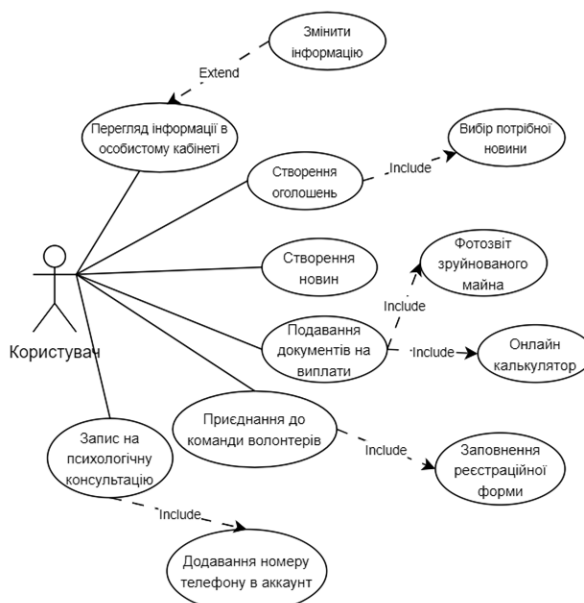 Змінити
інформацію
Extend
Перегляд інформації в
особистому кабінеті
Вибір потрібної
новини
Створення
оголошень
Include
Фотозвіт
зруйнованого
майна
Створення
новин
Include
Користувач
Подавання
документів на
виплати
Include
Онлайн
калькулятор
Приєднання до
команди волонтерів
Запис на
психологічну
консультацію
Include
Заповнення
реєстраційної
форми
Include
Додавання номеру
телефону в аккаунт